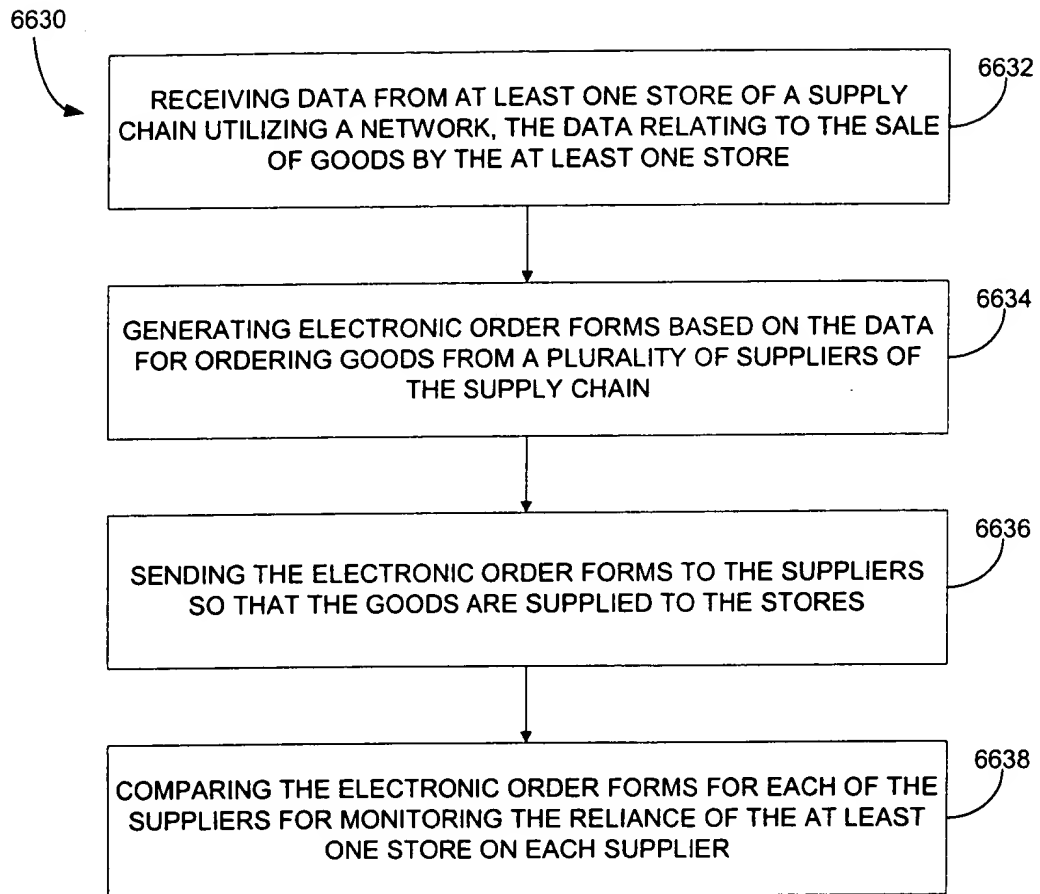 6630
6632
RECEIVING DATA FROM AT LEAST ONE STORE OF A SUPPLY
CHAIN UTILIZING A NETWORK, THE DATA RELATING TO THE SALE
OF GOODS BY THE AT LEAST ONE STORE
6634
GENERATING ELECTRONIC ORDER FORMS BASED ON THE DATA
FOR ORDERING GOODS FROM A PLURALITY OF SUPPLIERS OF
THE SUPPLY CHAIN
6636
SENDING THE ELECTRONIC ORDER FORMS TO THE SUPPLIERS
SO THAT THE GOODS ARE SUPPLIED TO THE STORES
6638
COMPARING THE ELECTRONIC ORDER FORMS FOR EACH OF THE
SUPPLIERS FOR MONITORING THE RELIANCE OF THE AT LEAST
ONE STORE ON EACH SUPPLIER